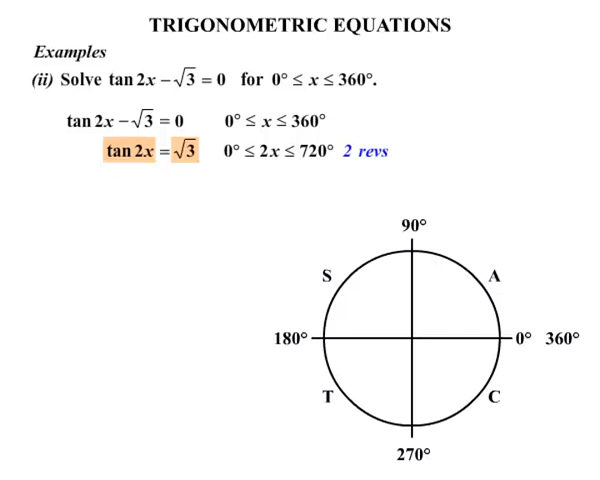 TRIGONOMETRIC EQUATIONS
Examples
(ii) Solve tan 2x − √3 = 0 for 0° ≤ x ≤ 360°.
tan 2x − √3 = 0 0° ≤ x ≤ 360°
tan 2x = √3 0° ≤ 2x ≤ 720° 2 revs
90°
S A
180° 0° 360°
T C
270°